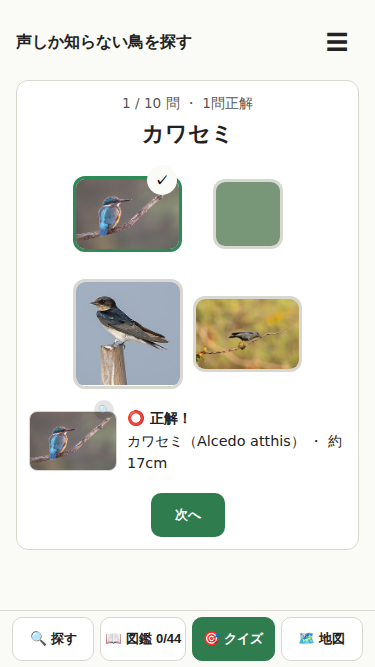 声しか知らない鳥を探す
1 / 10 問 ・ 1問正解
カワセミ
正解！
カワセミ（Alcedo atthis） ・ 約
17cm
次へ
探す
図鑑 0/44
クイズ
地図